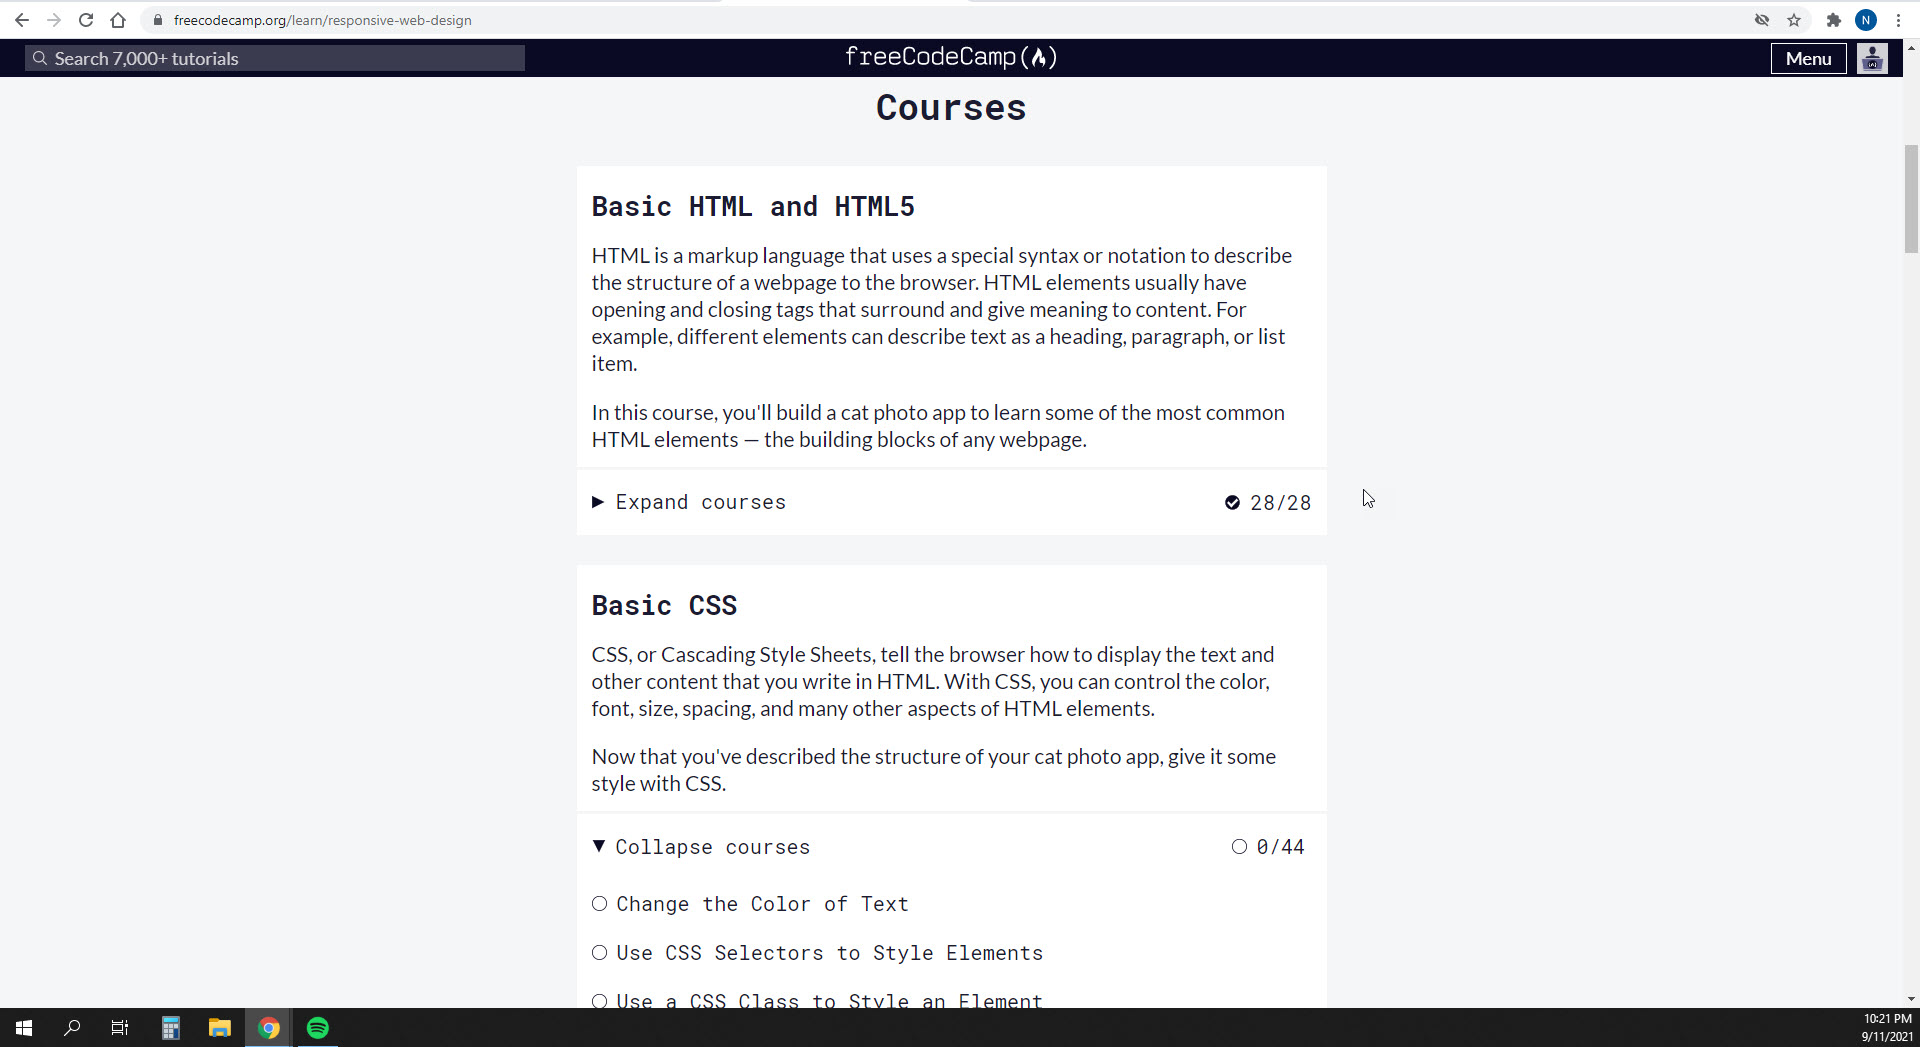 freecodecamp.org/learn/responsive-web-design
N
Search 7,000+ tutorials
freeCodeCamp
Menu
Courses
Basic HTML and HTML5
HTML is a markup language that uses a special syntax or notation to describe
the structure of a webpage to the browser. HTML elements usually have
opening and closing tags that surround and give meaning to content. For
example, different elements can describe text as a heading, paragraph, or list
item.
In this course, you'll build a cat photo app to learn some of the most common
HTML elements — the building blocks of any webpage.
Expand courses
28/28
Basic CSS
CSS, or Cascading Style Sheets, tell the browser how to display the text and
other content that you write in HTML. With CSS, you can control the color,
font, size, spacing, and many other aspects of HTML elements.
Now that you've described the structure of your cat photo app, give it some
style with CSS.
Collapse courses
0/44
Change the Color of Text
Use CSS Selectors to Style Elements
Use a CSS Class to Style an Element
10:21 PM
9/11/2021